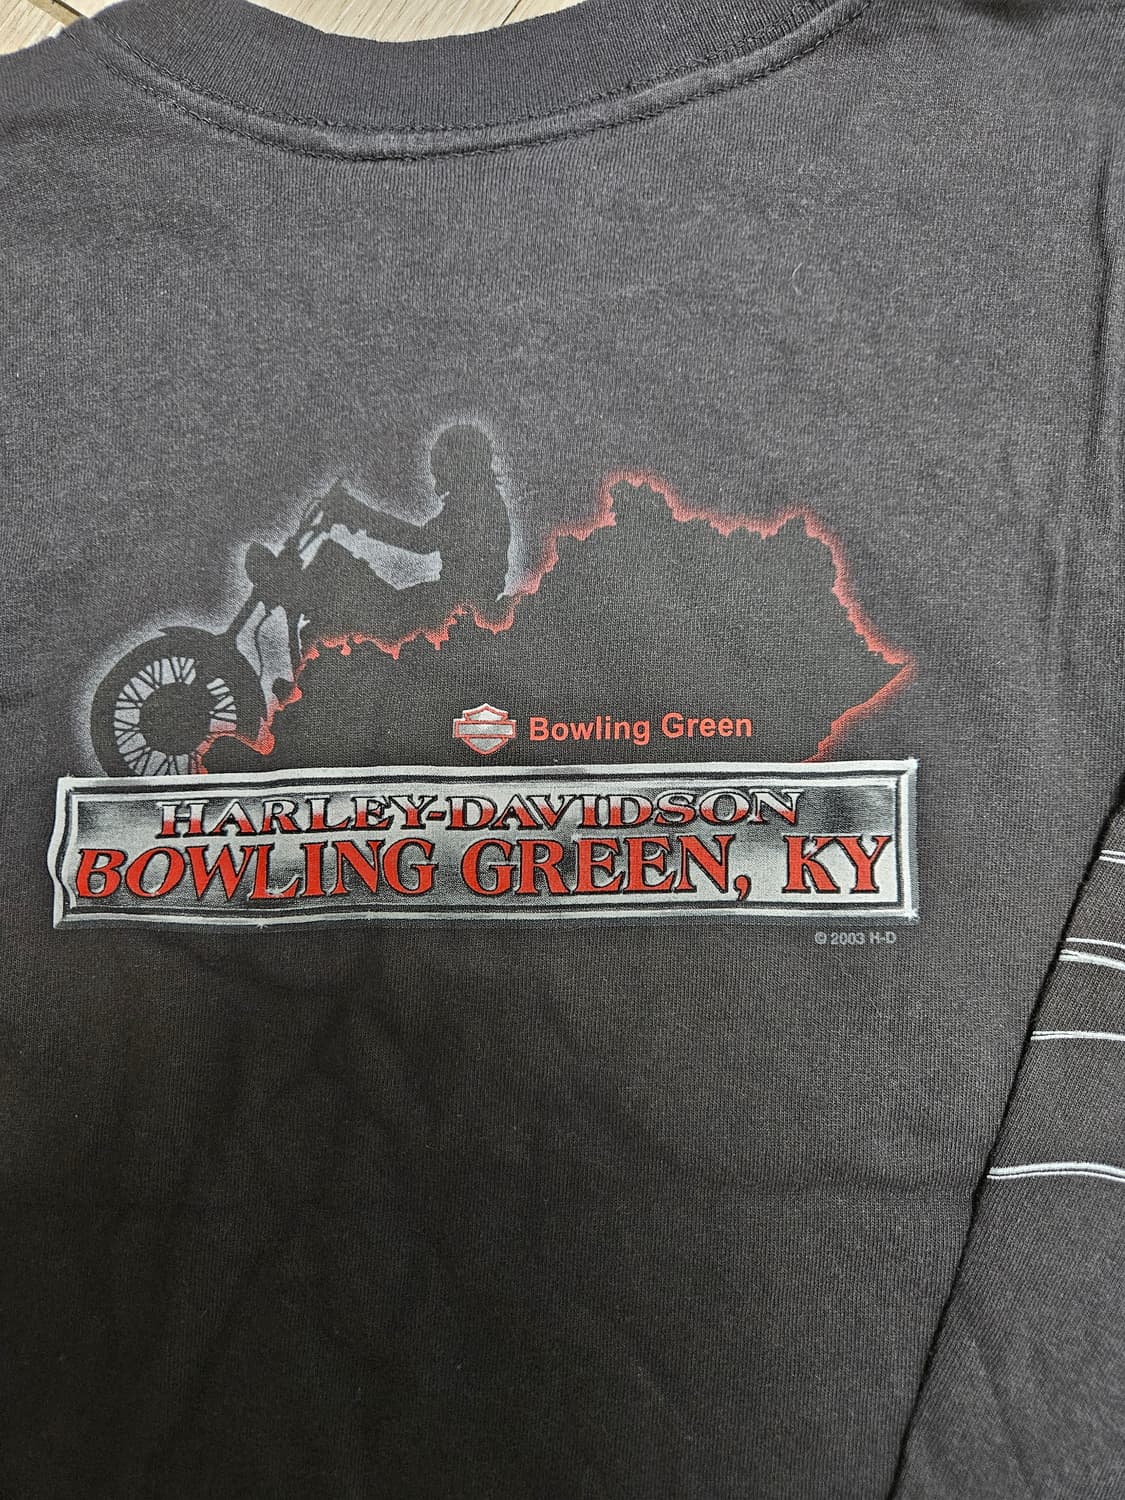 Bowling Green
HARLEY-DAVIDSON
BOWLING GREEN, KY
© 2003 H-D